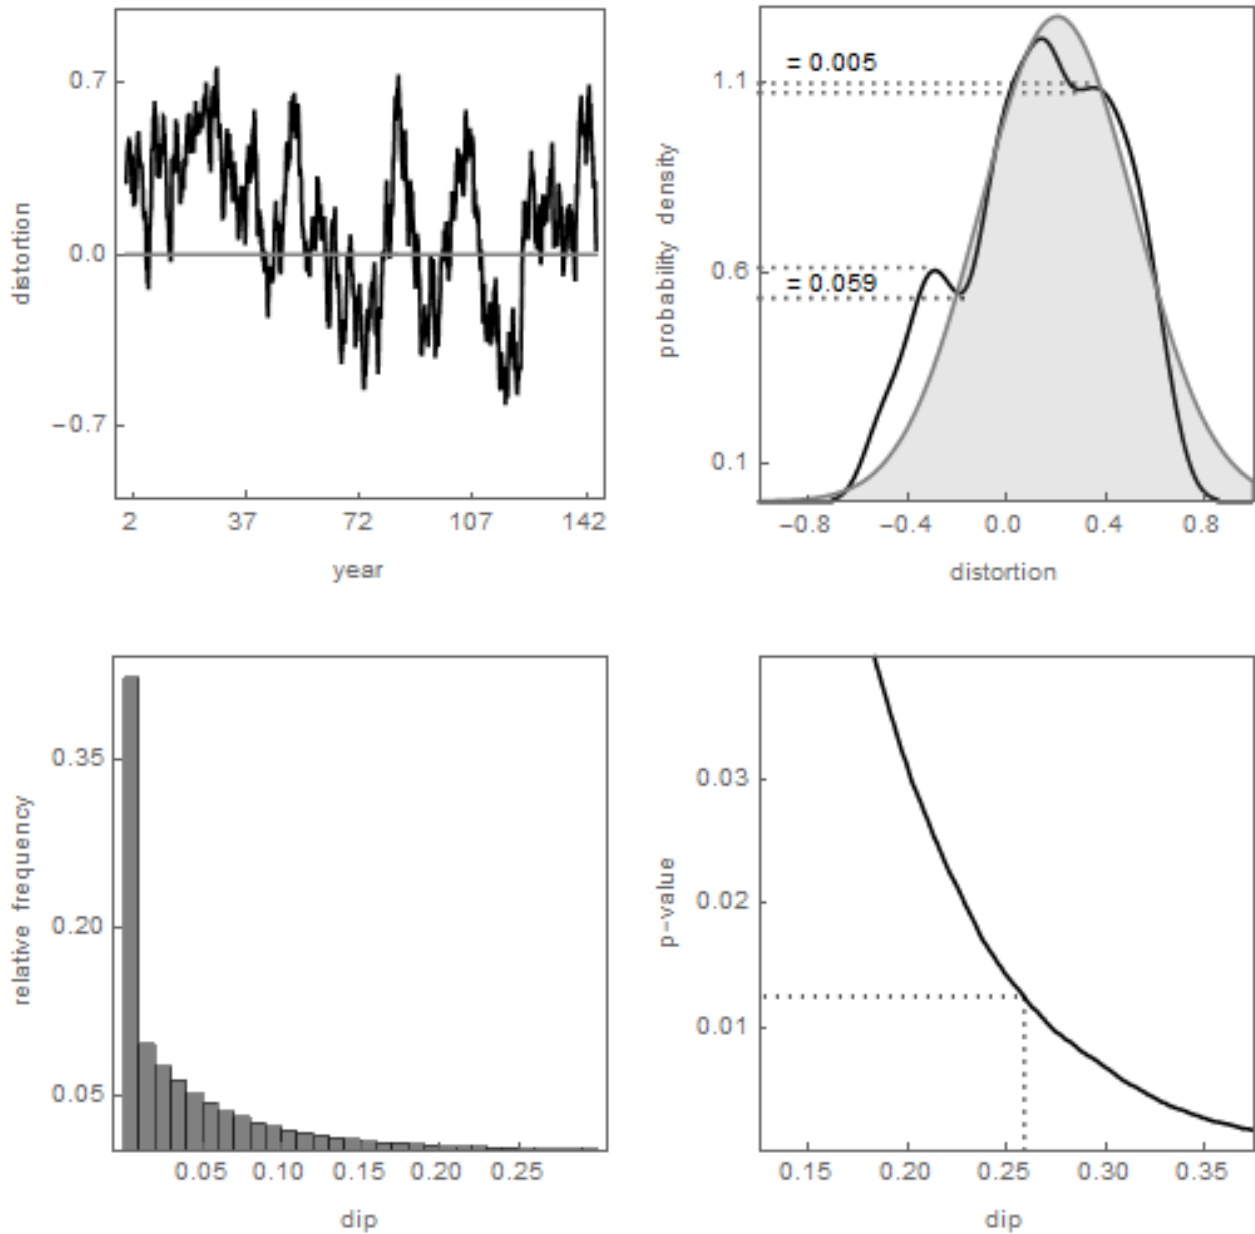 0.7
0.0
−0.7
distortion
2 37 72 107 142
year
= 0.005
= 0.059
1.1
0.6
0.1
probability density
−0.8 −0.4 0.0 0.4 0.8
distortion
0.35
0.20
0.05
relative frequency
0.05 0.10 0.15 0.20 0.25
dip
0.03
0.02
0.01
p-value
0.15 0.20 0.25 0.30 0.35
dip